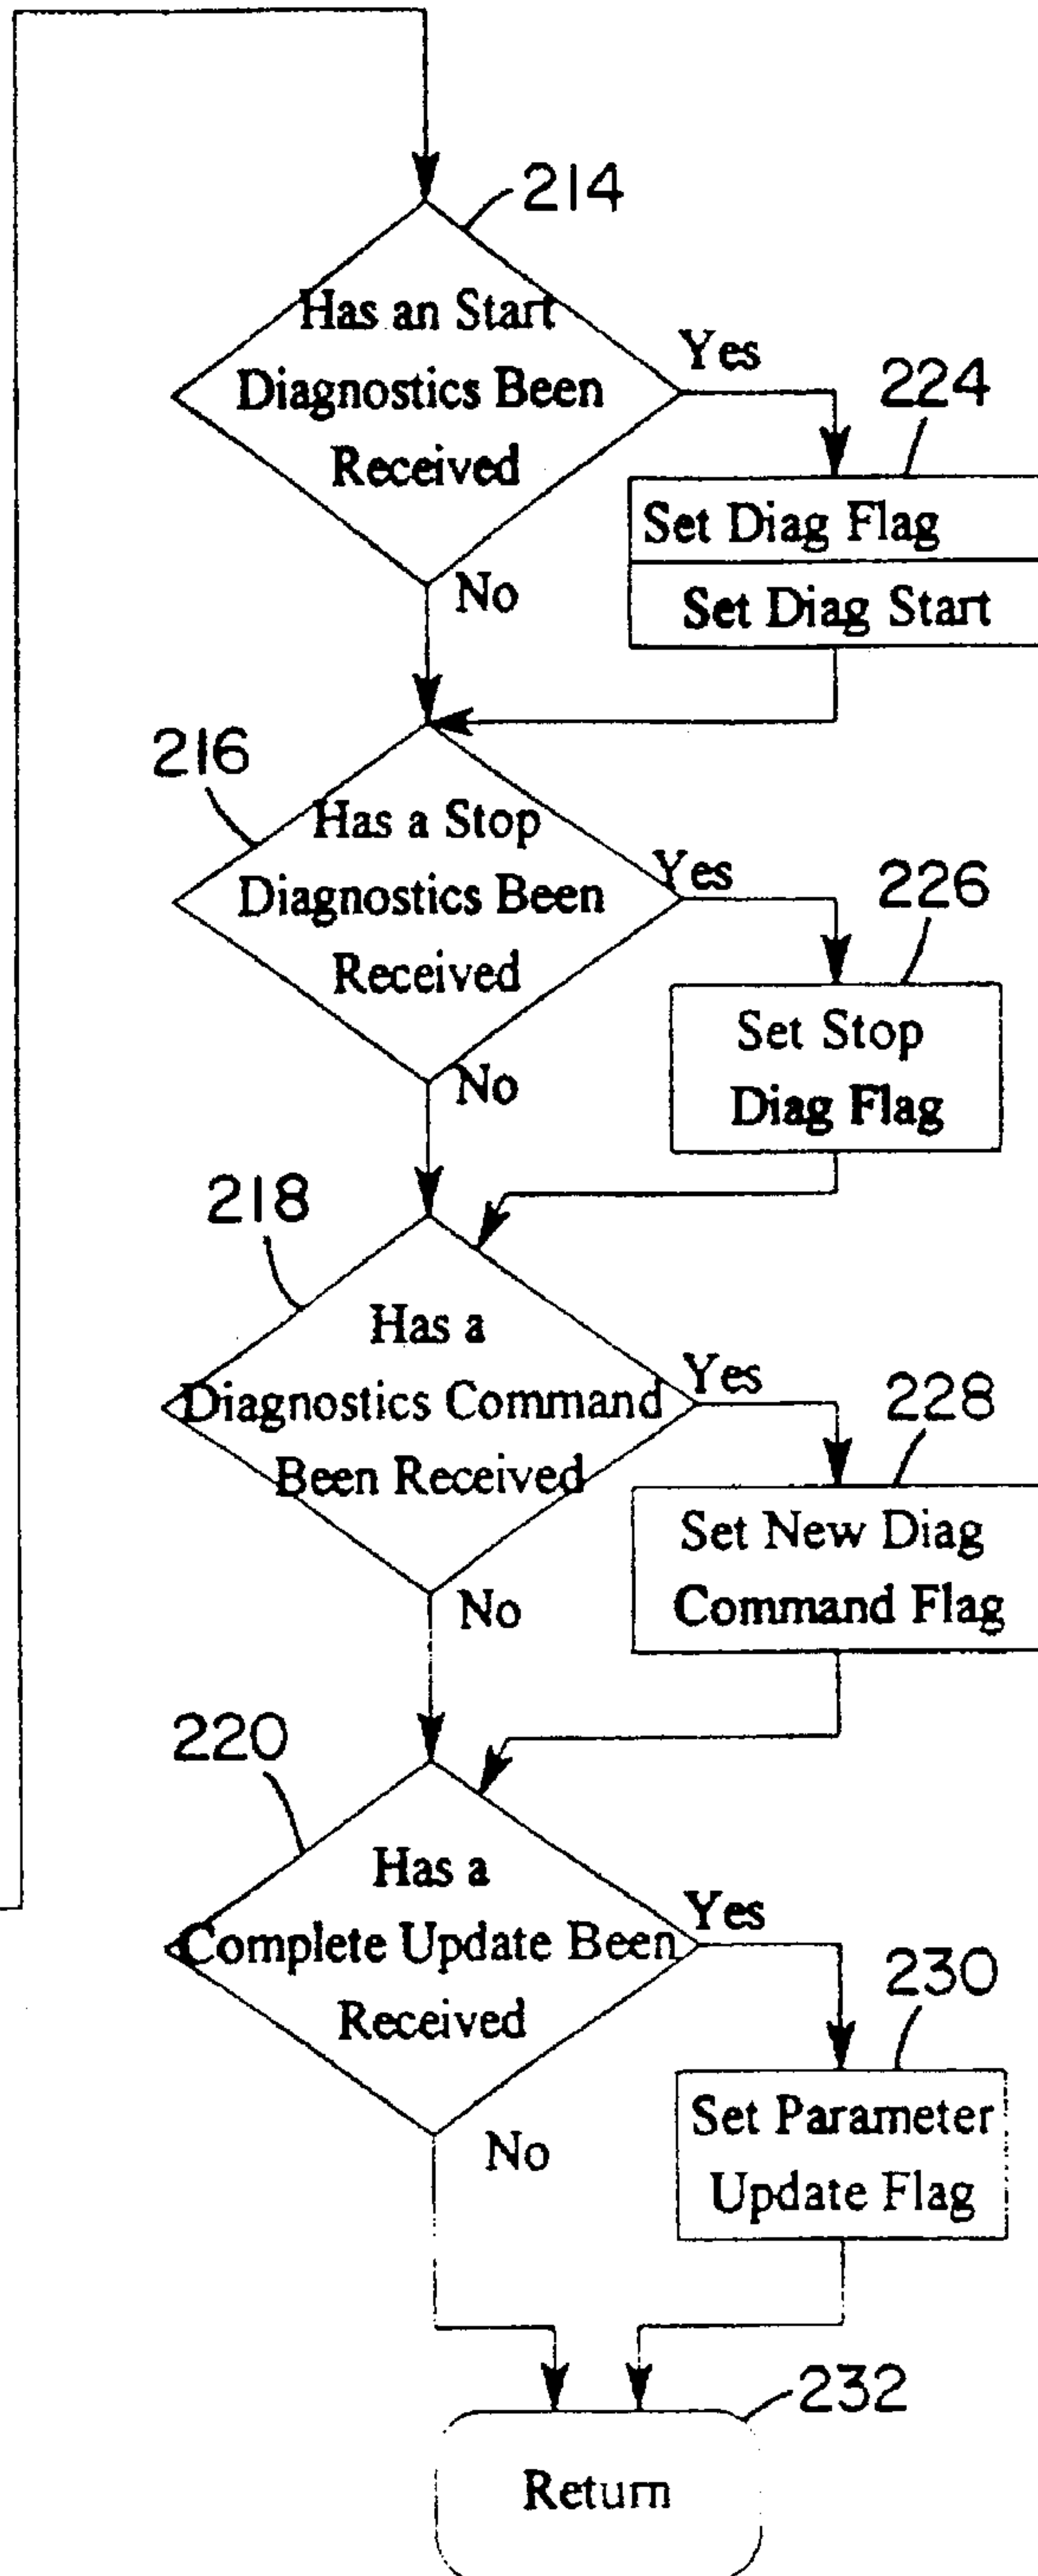 214
Has an Start
Diagnostics Been
Received
Yes
224
Set Diag Flag
Set Diag Start
No
216
Has a Stop
Diagnostics Been
Received
Yes
226
Set Stop
Diag Flag
No
218
Has a
Diagnostics Command
Been Received
Yes
228
Set New Diag
Command Flag
No
220
Has a
Complete Update Been
Received
Yes
230
Set Parameter
Update Flag
No
232
Return